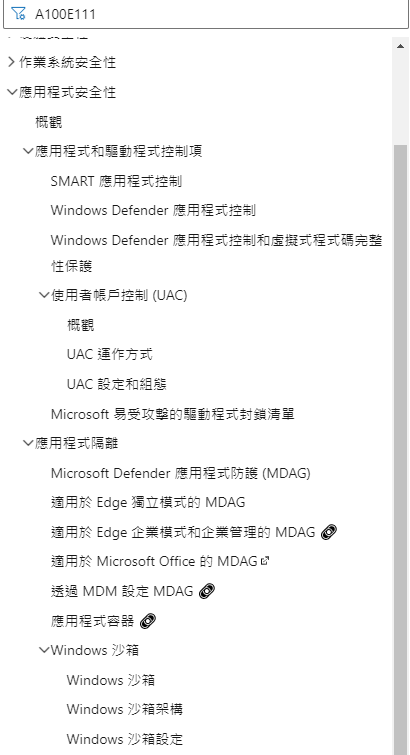 A100E111
作業系統安全性
應用程式安全性
概觀
應用程式和驅動程式控制項
SMART 應用程式控制
Windows Defender 應用程式控制
Windows Defender 應用程式控制和虛擬式程式碼完整
性保護
使用者帳戶控制 (UAC)
概觀
UAC 運作方式
UAC 設定和組態
Microsoft 易受攻擊的驅動程式封鎖清單
應用程式隔離
Microsoft Defender 應用程式防護 (MDAG)
適用於 Edge 獨立模式的 MDAG
適用於 Edge 企業模式和企業管理的 MDAG
適用於 Microsoft Office 的 MDAG
透過 MDM 設定 MDAG
應用程式容器
Windows 沙箱
Windows 沙箱
Windows 沙箱架構
Windows 沙箱設定